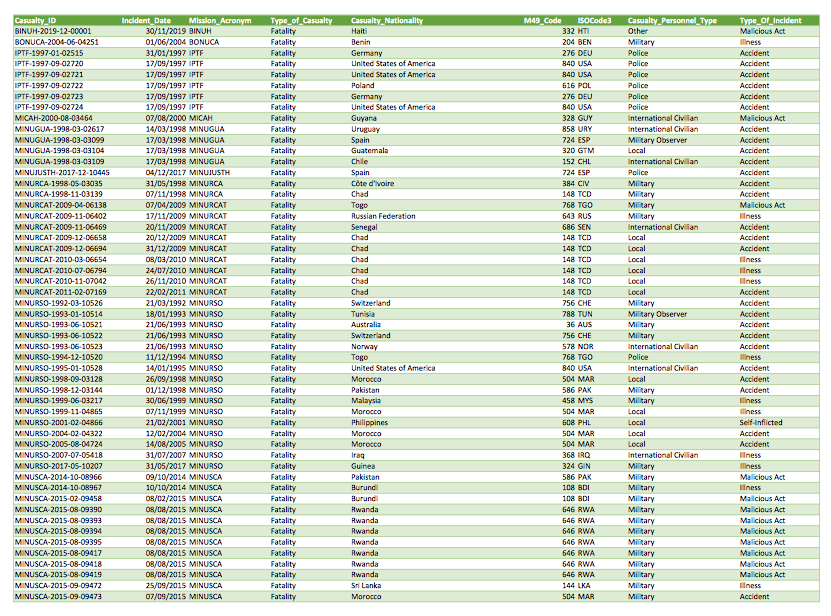 Casualty_ID Incident_Date Mission_Acronym Type_of_Casualty Casualty_Nationality M49_Code ISOCode3 Casualty_Personnel_Type Type_Of_Incident
BINUH-2019-12-00001 30/11/2019 BINUH Fatality Haiti 332 HTI Other Malicious Act
BONUCA-2004-06-04251 01/06/2004 BONUCA Fatality Benin 204 BEN Military Illness
IPTF-1997-01-02515 31/01/1997 IPTF Fatality Germany 276 DEU Police Accident
IPTF-1997-09-02720 17/09/1997 IPTF Fatality United States of America 840 USA Police Accident
IPTF-1997-09-02721 17/09/1997 IPTF Fatality United States of America 840 USA Police Accident
IPTF-1997-09-02722 17/09/1997 IPTF Fatality Poland 616 POL Police Accident
IPTF-1997-09-02723 17/09/1997 IPTF Fatality Germany 276 DEU Police Accident
IPTF-1997-09-02724 17/09/1997 IPTF Fatality United States of America 840 USA Police Accident
MICAH-2000-08-03464 07/08/2000 MICAH Fatality Guyana 328 GUY International Civilian Malicious Act
MINUGUA-1998-03-02617 14/03/1998 MINUGUA Fatality Uruguay 858 URY International Civilian Accident
MINUGUA-1998-03-03099 17/03/1998 MINUGUA Fatality Spain 724 ESP Military Observer Accident
MINUGUA-1998-03-03104 17/03/1998 MINUGUA Fatality Guatemala 320 GTM Local Accident
MINUGUA-1998-03-03109 17/03/1998 MINUGUA Fatality Chile 152 CHL International Civilian Accident
MINUJUSTH-2017-12-10445 04/12/2017 MINUJUSTH Fatality Spain 724 ESP Police Accident
MINURCA-1998-05-03035 31/05/1998 MINURCA Fatality Côte d'Ivoire 384 CIV Military Accident
MINURCA-1998-11-03139 07/11/1998 MINURCA Fatality Chad 148 TCD Military Accident
MINURCAT-2009-04-06138 07/04/2009 MINURCAT Fatality Togo 768 TGO Military Malicious Act
MINURCAT-2009-11-06402 17/11/2009 MINURCAT Fatality Russian Federation 643 RUS Military Illness
MINURCAT-2009-11-06469 20/11/2009 MINURCAT Fatality Senegal 686 SEN International Civilian Accident
MINURCAT-2009-12-06658 20/12/2009 MINURCAT Fatality Chad 148 TCD Local Accident
MINURCAT-2009-12-06694 31/12/2009 MINURCAT Fatality Chad 148 TCD Local Accident
MINURCAT-2010-03-06654 08/03/2010 MINURCAT Fatality Chad 148 TCD Local Illness
MINURCAT-2010-07-06794 24/07/2010 MINURCAT Fatality Chad 148 TCD Local Illness
MINURCAT-2010-11-07042 26/11/2010 MINURCAT Fatality Chad 148 TCD Local Illness
MINURCAT-2011-02-07169 22/02/2011 MINURCAT Fatality Chad 148 TCD Local Accident
MINURSO-1992-03-10526 21/03/1992 MINURSO Fatality Switzerland 756 CHE Military Accident
MINURSO-1993-01-10514 18/01/1993 MINURSO Fatality Tunisia 788 TUN Military Observer Accident
MINURSO-1993-06-10521 21/06/1993 MINURSO Fatality Australia 36 AUS Military Accident
MINURSO-1993-06-10522 21/06/1993 MINURSO Fatality Switzerland 756 CHE Military Accident
MINURSO-1993-06-10523 21/06/1993 MINURSO Fatality Norway 578 NOR International Civilian Accident
MINURSO-1994-12-10520 11/12/1994 MINURSO Fatality Togo 768 TGO Police Illness
MINURSO-1995-01-10528 14/01/1995 MINURSO Fatality United States of America 840 USA International Civilian Accident
MINURSO-1998-09-03128 26/09/1998 MINURSO Fatality Morocco 504 MAR Local Accident
MINURSO-1998-12-03144 01/12/1998 MINURSO Fatality Pakistan 586 PAK Military Accident
MINURSO-1999-06-03217 30/06/1999 MINURSO Fatality Malaysia 458 MYS Military Illness
MINURSO-1999-11-04865 07/11/1999 MINURSO Fatality Morocco 504 MAR Local Illness
MINURSO-2001-02-04866 21/02/2001 MINURSO Fatality Philippines 608 PHL Local Self-Inflicted
MINURSO-2004-02-04322 12/02/2004 MINURSO Fatality Morocco 504 MAR Local Accident
MINURSO-2005-08-04724 14/08/2005 MINURSO Fatality Morocco 504 MAR Local Accident
MINURSO-2007-07-05418 31/07/2007 MINURSO Fatality Iraq 368 IRQ International Civilian Illness
MINURSO-2017-05-10207 31/05/2017 MINURSO Fatality Guinea 324 GIN Military Illness
MINUSCA-2014-10-08966 09/10/2014 MINUSCA Fatality Pakistan 586 PAK Military Malicious Act
MINUSCA-2014-10-08967 10/10/2014 MINUSCA Fatality Burundi 108 BDI Military Illness
MINUSCA-2015-02-09458 08/02/2015 MINUSCA Fatality Burundi 108 BDI Military Malicious Act
MINUSCA-2015-08-09390 08/08/2015 MINUSCA Fatality Rwanda 646 RWA Military Malicious Act
MINUSCA-2015-08-09393 08/08/2015 MINUSCA Fatality Rwanda 646 RWA Military Malicious Act
MINUSCA-2015-08-09394 08/08/2015 MINUSCA Fatality Rwanda 646 RWA Military Malicious Act
MINUSCA-2015-08-09395 08/08/2015 MINUSCA Fatality Rwanda 646 RWA Military Malicious Act
MINUSCA-2015-08-09417 08/08/2015 MINUSCA Fatality Rwanda 646 RWA Military Malicious Act
MINUSCA-2015-08-09418 08/08/2015 MINUSCA Fatality Rwanda 646 RWA Military Malicious Act
MINUSCA-2015-08-09419 08/08/2015 MINUSCA Fatality Rwanda 646 RWA Military Malicious Act
MINUSCA-2015-09-09472 25/09/2015 MINUSCA Fatality Sri Lanka 144 LKA Military Illness
MINUSCA-2015-09-09473 07/09/2015 MINUSCA Fatality Morocco 504 MAR Military Accident